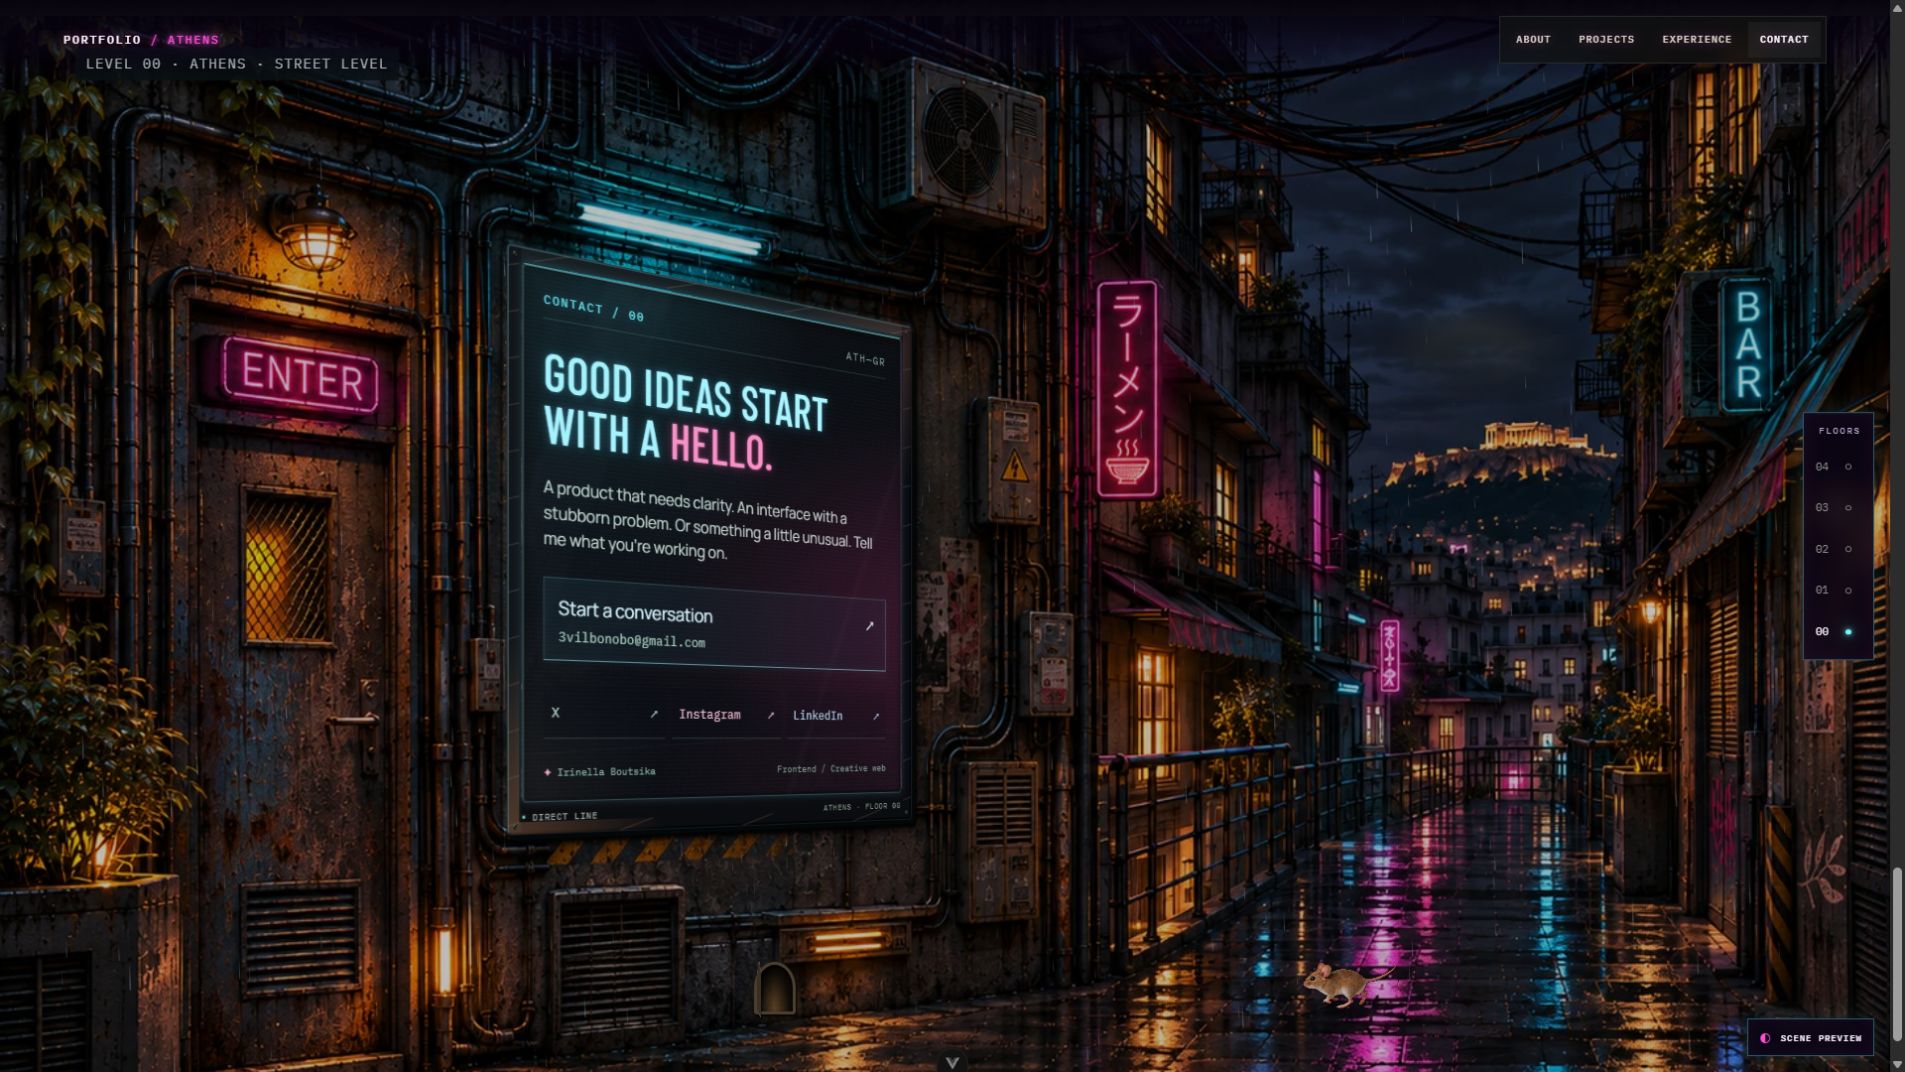 PORTFOLIO / ATHENS
LEVEL 00 · ATHENS · STREET LEVEL
ABOUT
PROJECTS
EXPERIENCE
CONTACT
ENTER
CONTACT / 00
ATH—GR
GOOD IDEAS START
WITH A HELLO.
A product that needs clarity. An interface with a
stubborn problem. Or something a little unusual. Tell
me what you're working on.
Start a conversation ↗
3vilbonobo@gmail.com
X ↗
Instagram ↗
LinkedIn ↗
✦ Irinella Boutsika
Frontend / Creative web
DIRECT LINE
ATHENS · FLOOR 00
ラーメン
BAR
FLOORS
04
03
02
01
00
SCENE PREVIEW